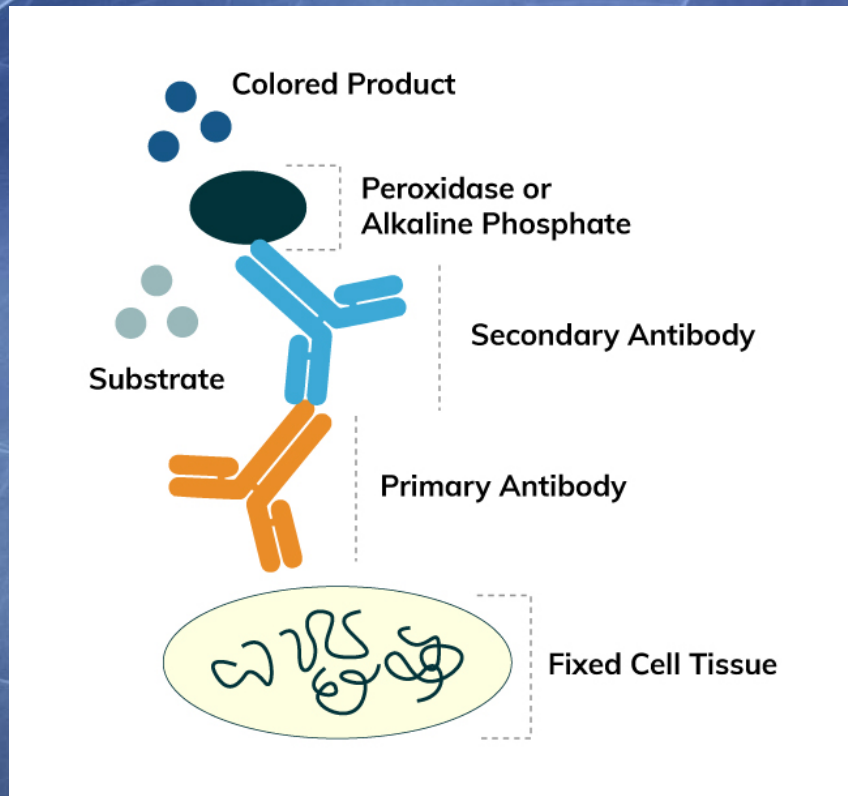 Colored Product
Peroxidase or
Alkaline Phosphate
Secondary Antibody
Substrate
Primary Antibody
Fixed Cell Tissue